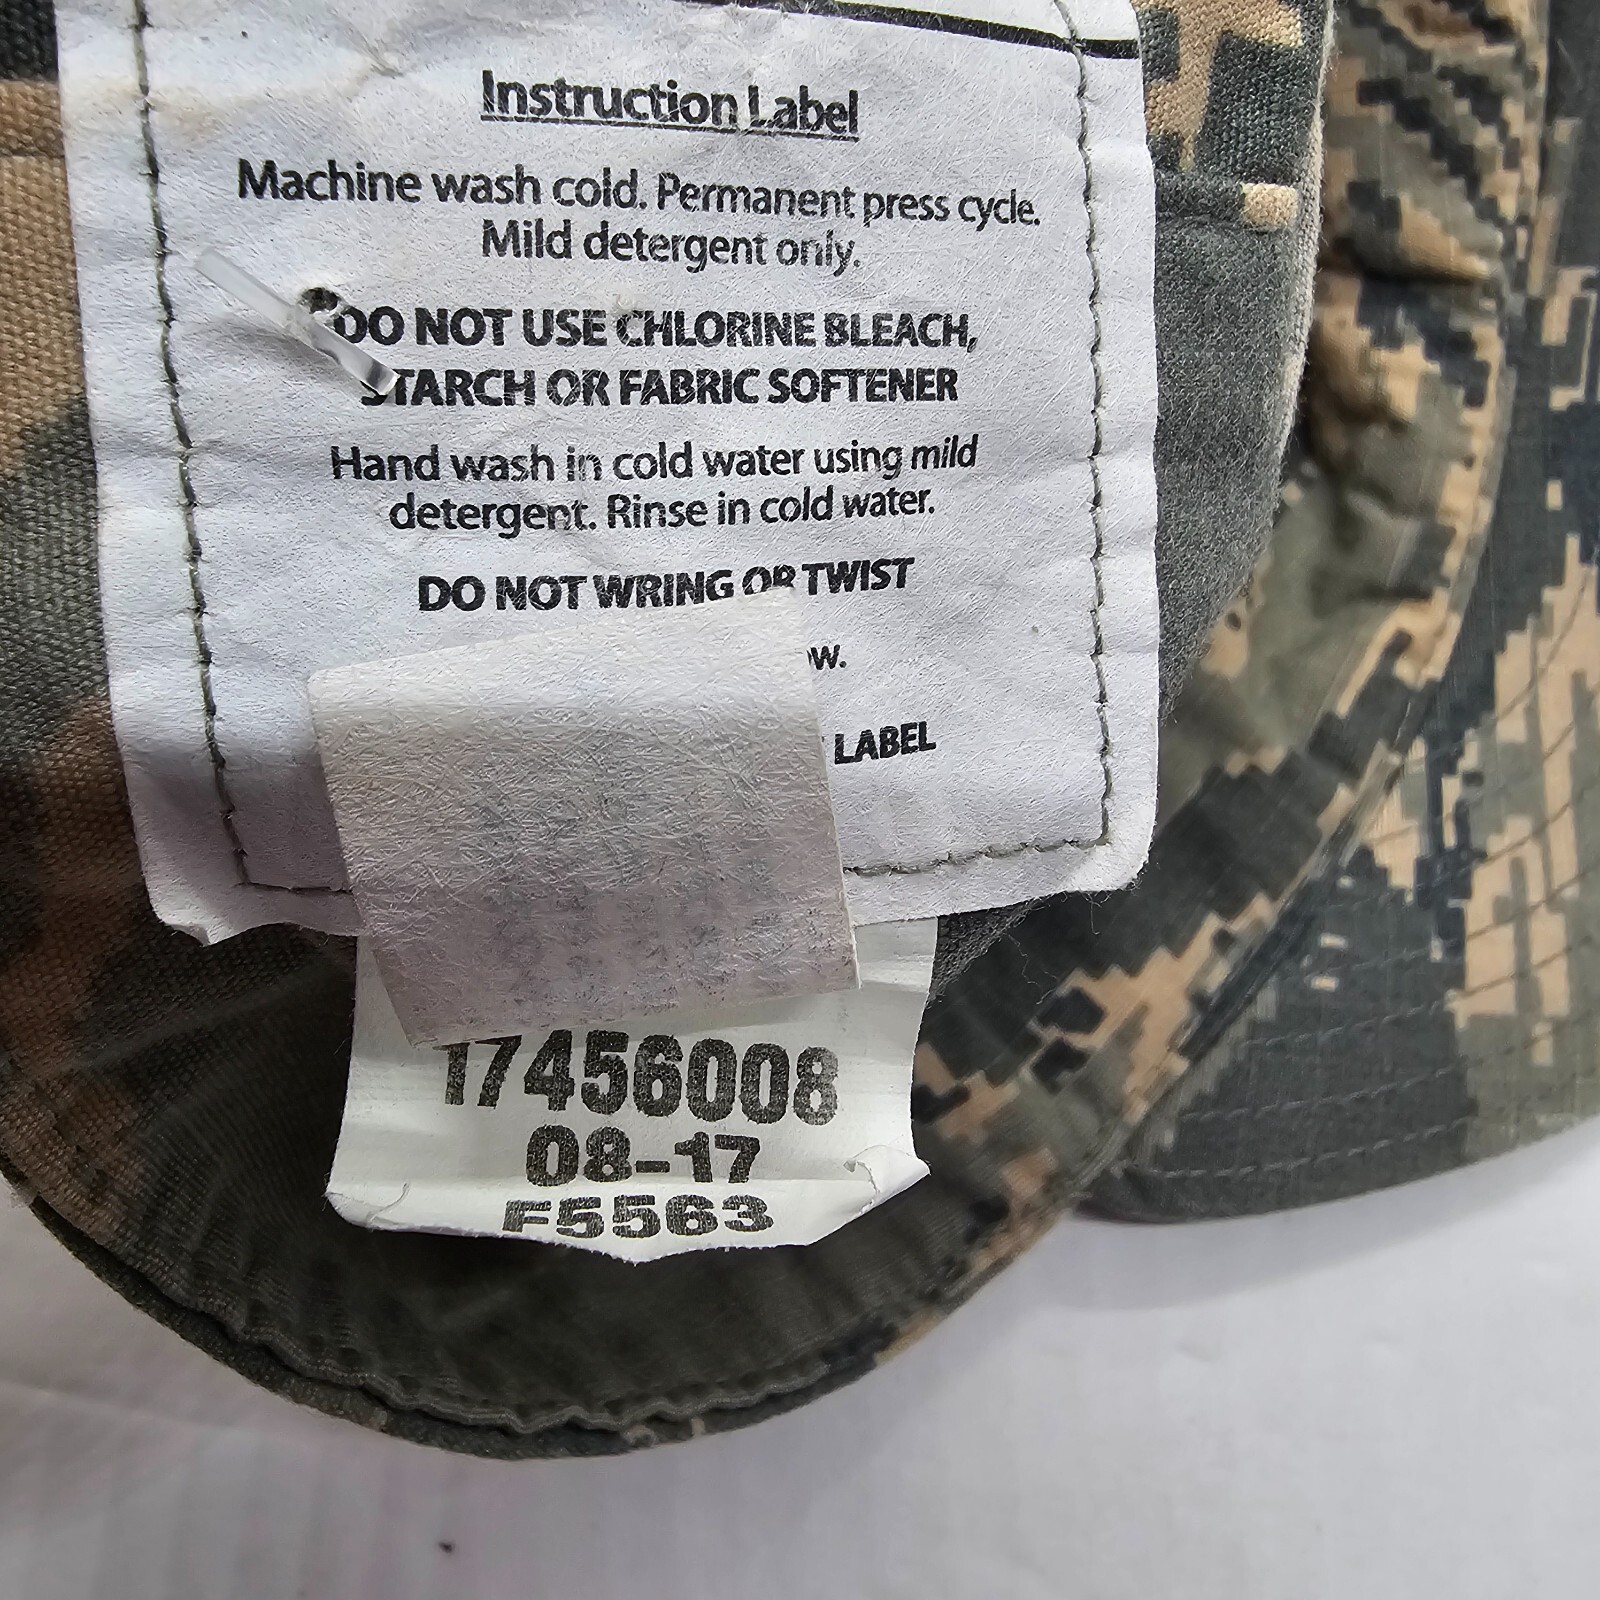 Instruction Label
Machine wash cold. Permanent press cycle.
Mild detergent only.
DO NOT USE CHLORINE BLEACH,
STARCH OR FABRIC SOFTENER
Hand wash in cold water using mild
detergent. Rinse in cold water.
DO NOT WRING OR TWIST
LABEL
17456008
08-17
F5563